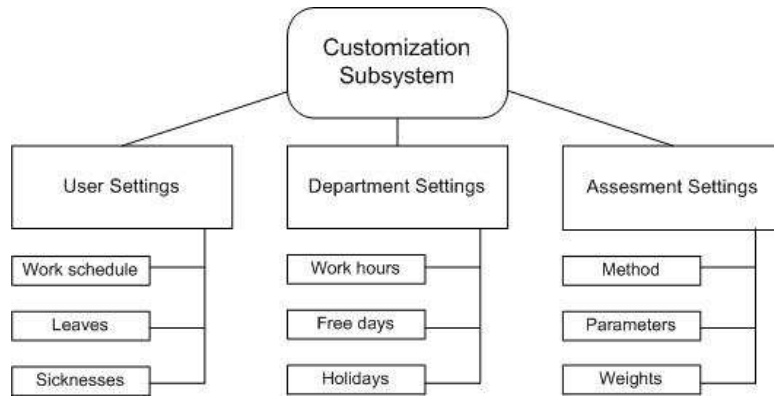 Customization
Subsystem
User Settings
Department Settings
Assesment Settings
Work schedule
Work hours
Method
Leaves
Free days
Parameters
Sicknesses
Holidays
Weights